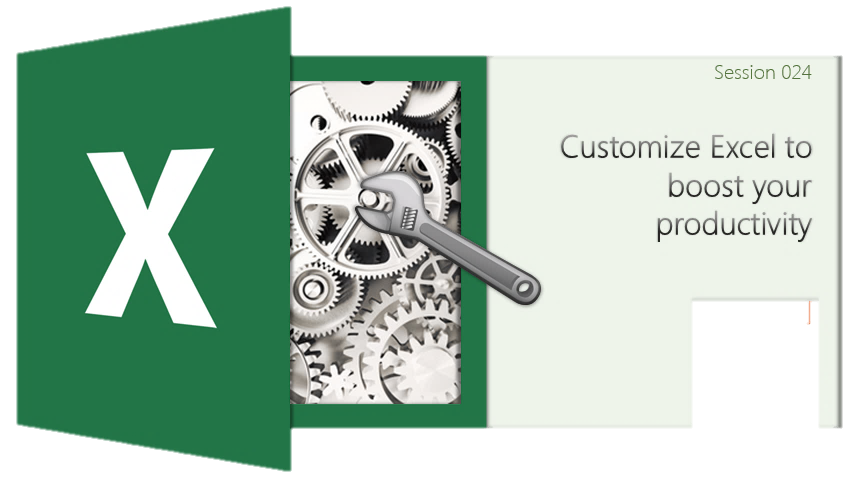 X
Session 024
Customize Excel to
boost your
productivity